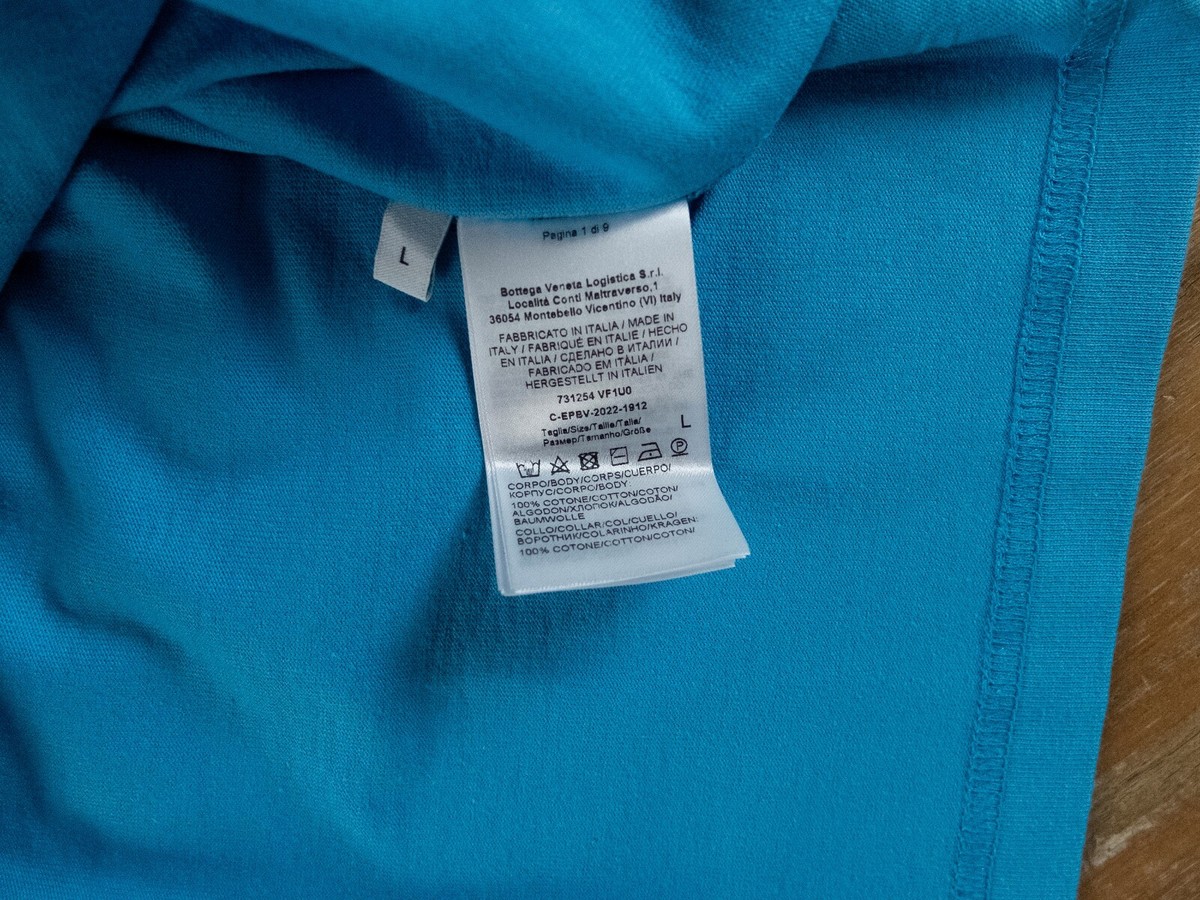 L
Pagina 1 di 9
Bottega Veneta Logistica S.r.l.
Località Conti Maltraverso,1
36054 Montebello Vicentino (VI) Italy
FABBRICATO IN ITALIA / MADE IN
ITALY / FABRIQUÉ EN ITALIE / HECHO
EN ITALIA / СДЕЛАНО В ИТАЛИИ /
FABRICADO EM ITÀLIA /
HERGESTELLT IN ITALIEN
731254 VF1U0
C-EPBV-2022-1912
Taglia/Size/Taille/Talla/
Размер/Tamanho/Größe L
P
CORPO/BODY/CORPS/CUERPO/
КОРПУС/CORPO/BODY:
100% COTONE/COTTON/COTON/
ALGODON/ХЛОПОК/ALGODÃO/
BAUMWOLLE
COLLO/COLLAR/COL/CUELLO/
ВОРОТНИК/COLARINHO/KRAGEN:
100% COTONE/COTTON/COTON/